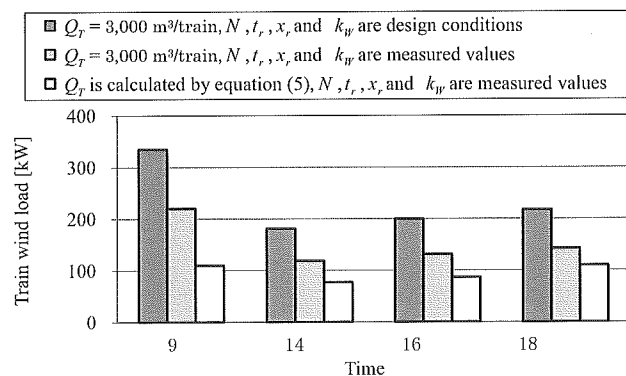 Q_T = 3,000 m³/train, N , t_r , x_r and k_W are design conditions
Q_T = 3,000 m³/train, N , t_r , x_r and k_W are measured values
Q_T is calculated by equation (5), N , t_r , x_r and k_W are measured values
400
300
200
100
0
Train wind load [kW]
9 14 16 18
Time